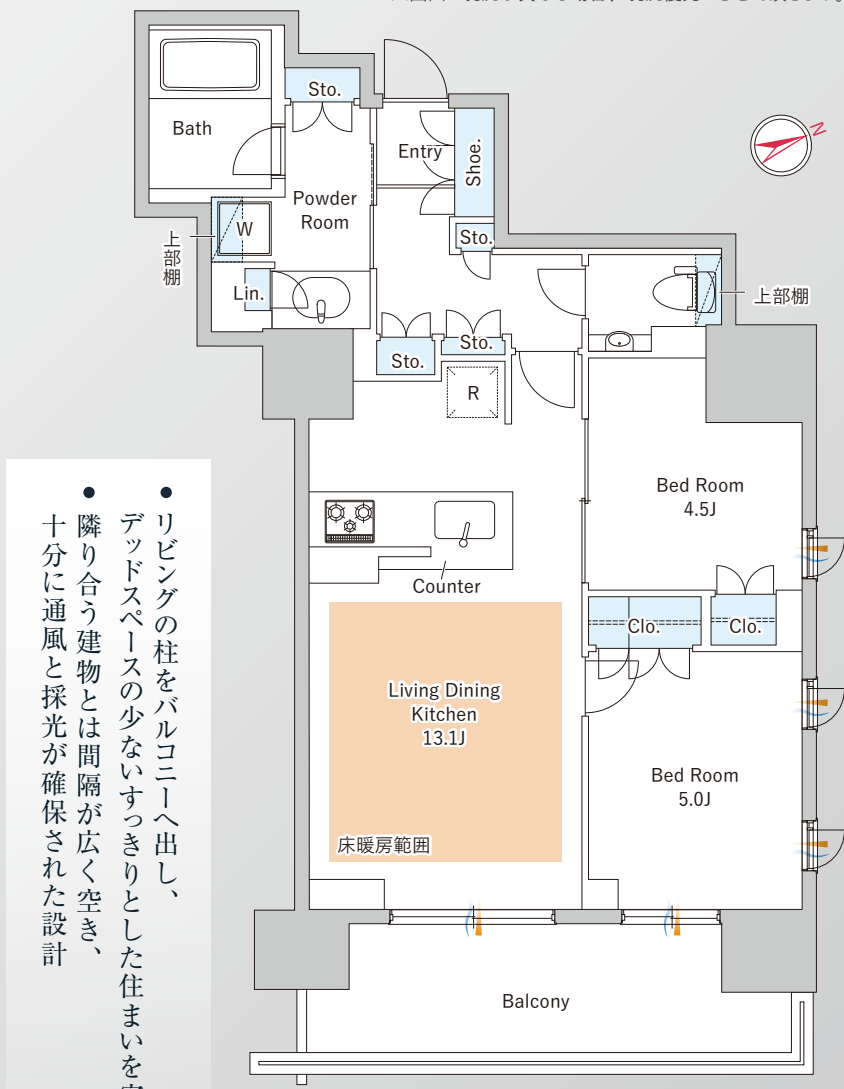 Sto.
Bath
Entry
Shoe.
N
Powder
Room
W
上部棚
Sto.
Lin.
上部棚
Sto.
Sto.
R
Bed Room
4.5J
Counter
Clo.
Clo.
Living Dining
Kitchen
13.1J
Bed Room
5.0J
床暖房範囲
Balcony
● リビングの柱をバルコニーへ出し、
デッドスペースの少ないすっきりとした住まいを
● 隣り合う建物とは間隔が広く空き、
十分に通風と採光が確保された設計